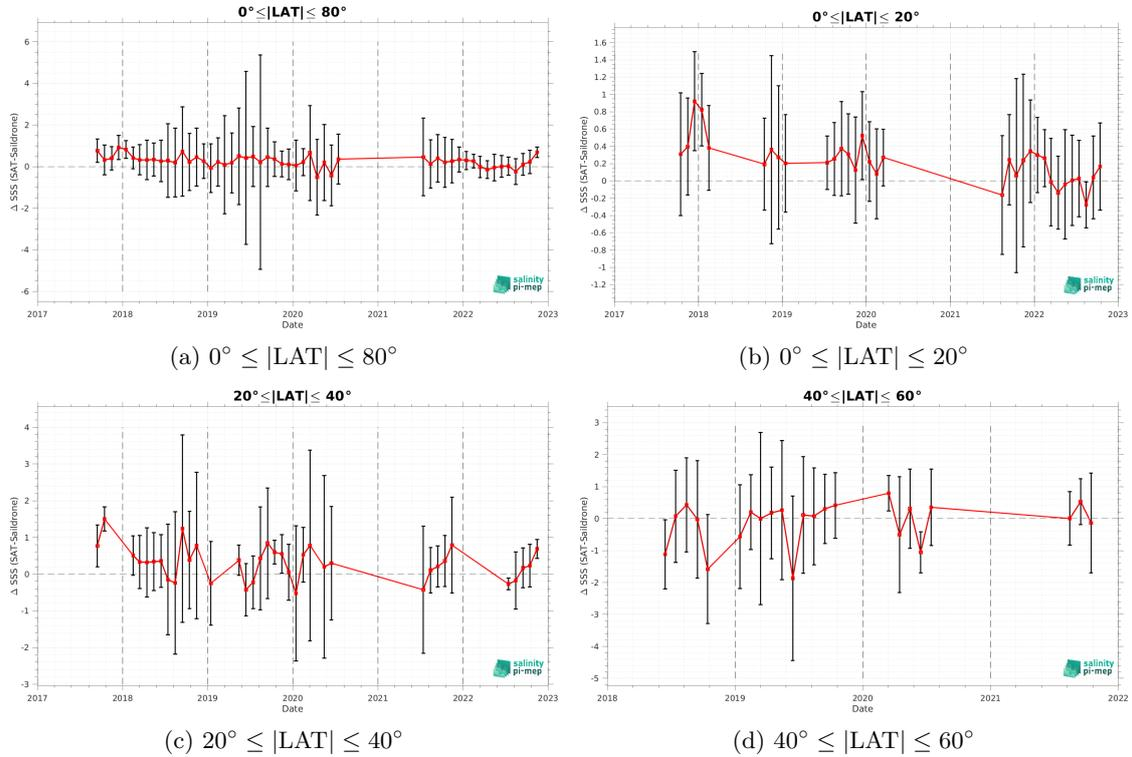 0°≤|LAT|≤ 80°
6
4
2
0
-2
-4
-6
Δ SSS (SAT-Saildrone)
2017 2018 2019 2020 2021 2022 2023
Date
salinity
pi-mep
(a) 0° ≤ |LAT| ≤ 80°
0°≤|LAT|≤ 20°
1.6
1.4
1.2
1
0.8
0.6
0.4
0.2
0
-0.2
-0.4
-0.6
-0.8
-1
-1.2
Δ SSS (SAT-Saildrone)
2017 2018 2019 2020 2021 2022 2023
Date
salinity
pi-mep
(b) 0° ≤ |LAT| ≤ 20°
20°≤|LAT|≤ 40°
4
3
2
1
0
-1
-2
-3
Δ SSS (SAT-Saildrone)
2017 2018 2019 2020 2021 2022 2023
Date
salinity
pi-mep
(c) 20° ≤ |LAT| ≤ 40°
40°≤|LAT|≤ 60°
3
2
1
0
-1
-2
-3
-4
-5
Δ SSS (SAT-Saildrone)
2018 2019 2020 2021 2022
Date
salinity
pi-mep
(d) 40° ≤ |LAT| ≤ 60°